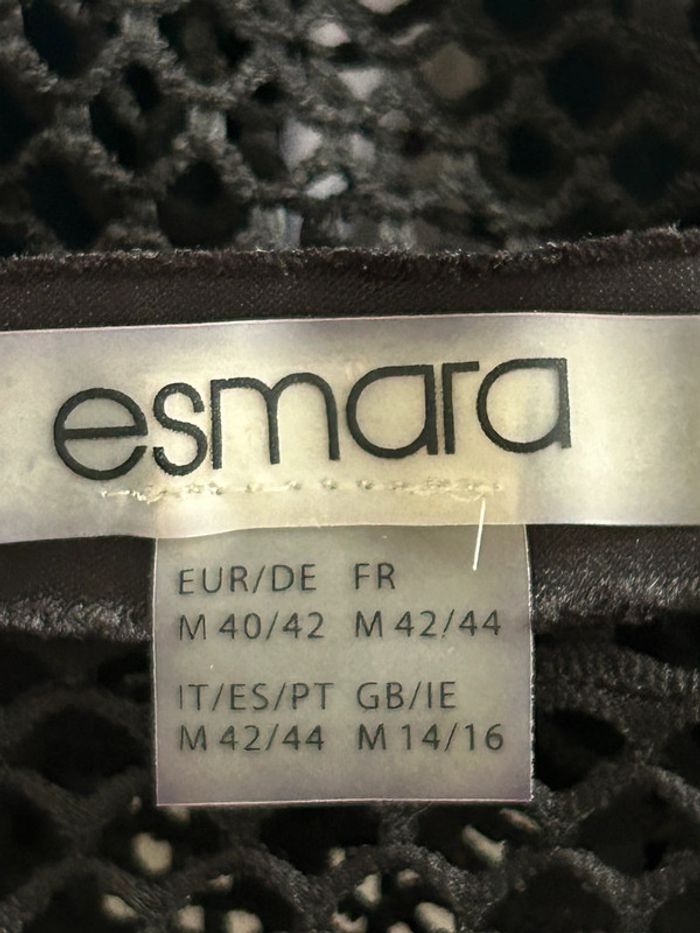 esmara
EUR/DE FR
M 40/42 M 42/44
IT/ES/PT GB/IE
M 42/44 M 14/16